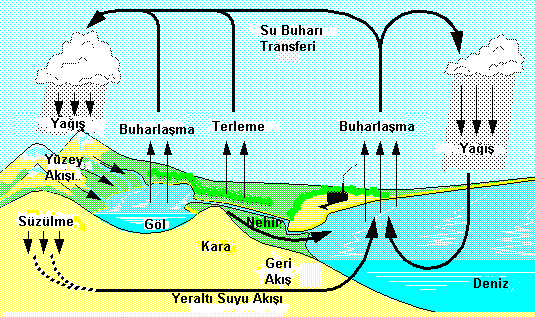 Su Buharı
Transferi
Yağış
Buharlaşma
Terleme
Buharlaşma
Yağış
Yüzey
Akışı..
Süzülme
Göl
Nehir
Kara
Geri
Akış
Deniz
Yeraltı Suyu Akışı